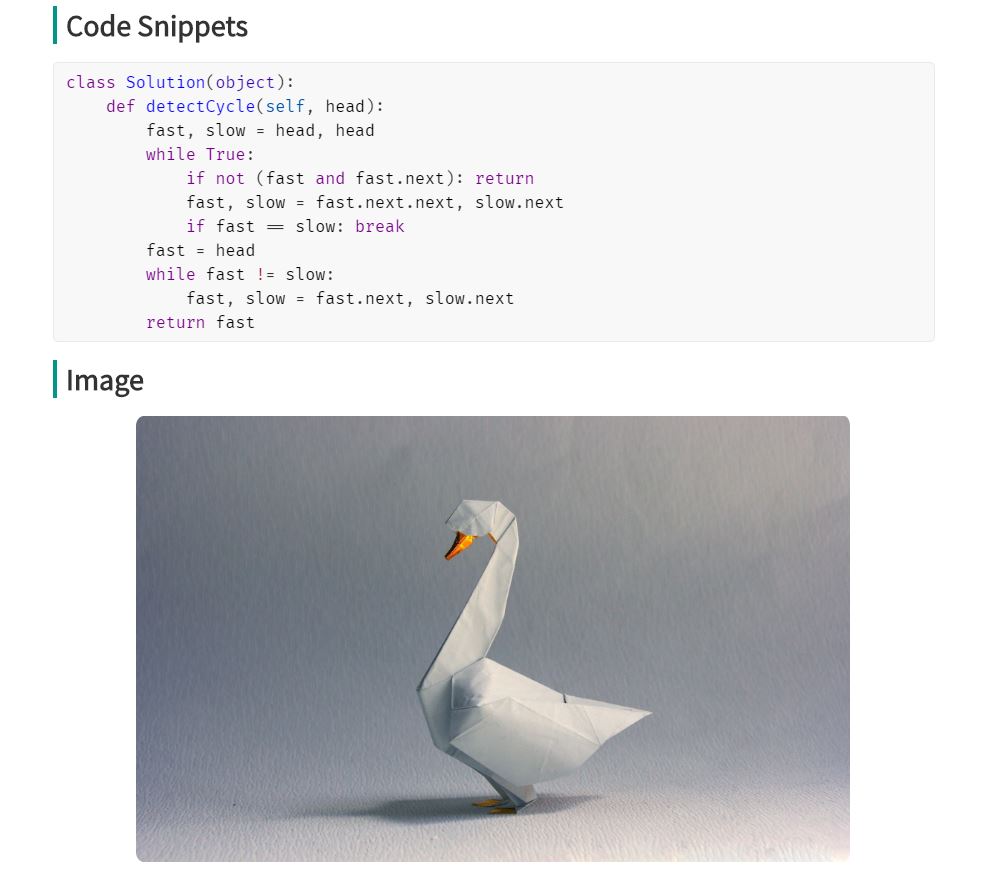 Code Snippets
class Solution(object):
    def detectCycle(self, head):
        fast, slow = head, head
        while True:
            if not (fast and fast.next): return
            fast, slow = fast.next.next, slow.next
            if fast == slow: break
        fast = head
        while fast != slow:
            fast, slow = fast.next, slow.next
        return fast
Image